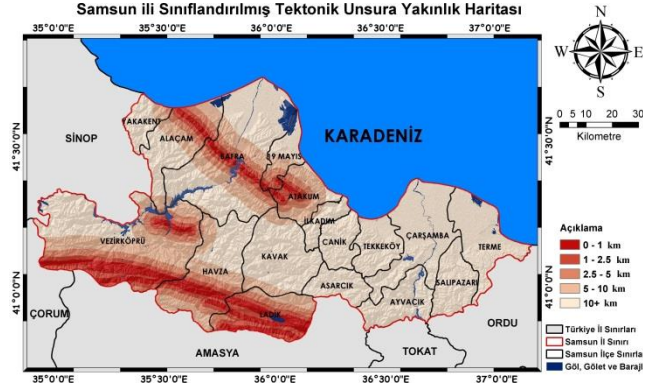 Samsun ili Sınıflandırılmış Tektonik Unsura Yakınlık Haritası
35°0'0"E
35°30'0"E
36°0'0"E
36°30'0"E
37°0'0"E
N
W
E
S
0 5 10 20 30
Kilometre
41°30'0"N
41°0'0"N
41°30'0"N
41°0'0"N
SİNOP
KARADENİZ
YAKAKENT
ALAÇAM
BAFRA
19 MAYIS
ATAKUM
İLKADIM
CANİK
TEKKEKÖY
ÇARŞAMBA
TERME
VEZİRKÖPRÜ
HAVZA
KAVAK
ASARCIK
AYVACIK
SALIPAZARI
LADİK
ÇORUM
AMASYA
TOKAT
ORDU
Açıklama
0 - 1 km
1 - 2.5 km
2.5 - 5 km
5 - 10 km
10+ km
Türkiye İl Sınırları
Samsun İl Sınırı
Samsun İlçe Sınırla
Göl, Gölet ve Barajl
35°0'0"E
35°30'0"E
36°0'0"E
36°30'0"E
37°0'0"E